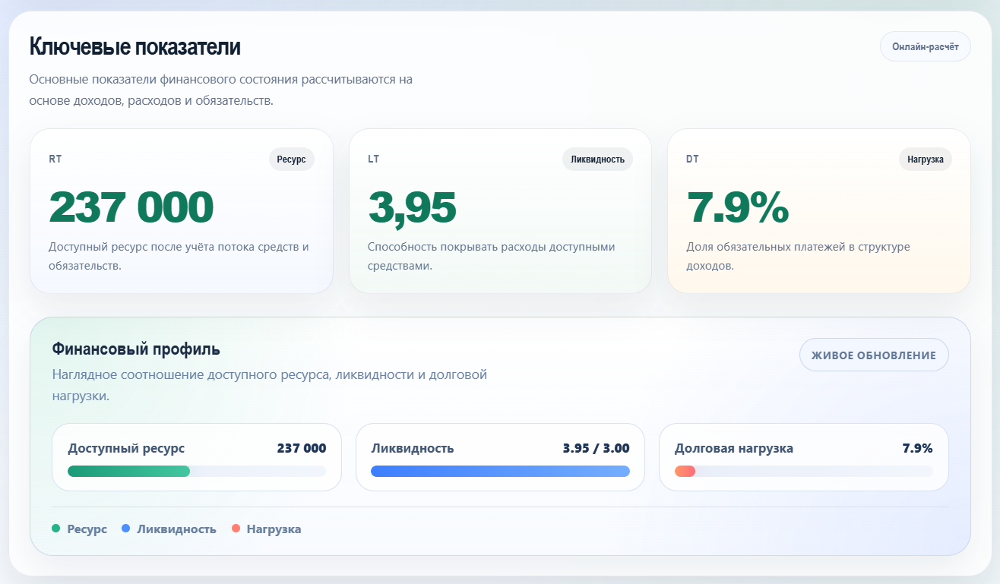 Ключевые показатели
Онлайн-расчёт
Основные показатели финансового состояния рассчитываются на
основе доходов, расходов и обязательств.
RT
Ресурс
237 000
Доступный ресурс после учёта потока средств и
обязательств.
LT
Ликвидность
3,95
Способность покрывать расходы доступными
средствами.
DT
Нагрузка
7.9%
Доля обязательных платежей в структуре
доходов.
Финансовый профиль
ЖИВОЕ ОБНОВЛЕНИЕ
Наглядное соотношение доступного ресурса, ликвидности и долговой
нагрузки.
Доступный ресурс
237 000
Ликвидность
3.95 / 3.00
Долговая нагрузка
7.9%
Ресурс
Ликвидность
Нагрузка